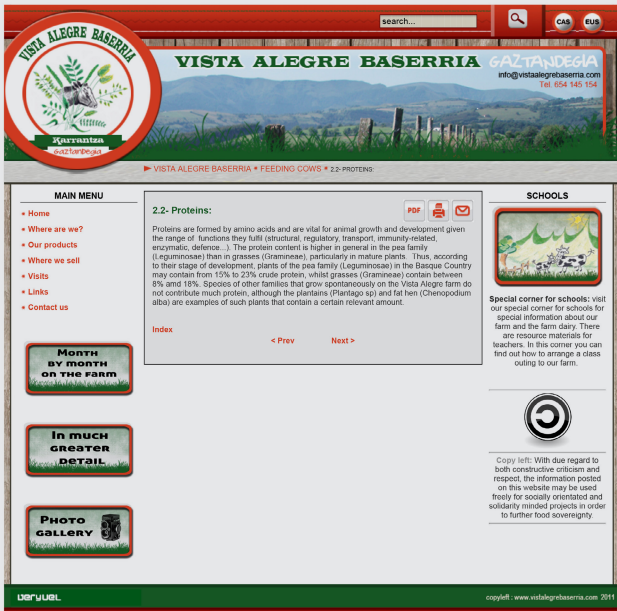 search...
CAS
EUS
VISTA ALEGRE BASERRIA
Karrantza
Gaztandegia
VISTA ALEGRE BASERRIA GAZTANDEGIA
info@vistaalegrebaserria.com
Tel. 654 145 154
VISTA ALEGRE BASERRIA FEEDING COWS 2.2- PROTEINS:
MAIN MENU
Home
Where are we?
Our products
Where we sell
Visits
Links
Contact us
MONTH
BY MONTH
ON THE FARM
IN MUCH
GREATER
DETAIL
PHOTO
GALLERY
2.2- Proteins:
PDF
Proteins are formed by amino acids and are vital for animal growth and development given
the range of functions they fulfil (structural, regulatory, transport, immunity-related,
enzymatic, defence...). The protein content is higher in general in the pea family
(Leguminosae) than in grasses (Gramineae), particularly in mature plants. Thus, according
to their stage of development, plants of the pea family (Leguminosae) in the Basque Country
may contain from 15% to 23% crude protein, whilst grasses (Gramineae) contain between
8% amd 18%. Species of other families that grow spontaneously on the Vista Alegre farm do
not contribute much protein, although the plantains (Plantago sp) and fat hen (Chenopodium
alba) are examples of such plants that contain a certain relevant amount.
Index
< Prev Next >
SCHOOLS
Special corner for schools: visit
our special corner for schools for
special information about our
farm and the farm dairy. There
are resource materials for
teachers. In this corner you can
find out how to arrange a class
outing to our farm.
Copy left: With due regard to
both constructive criticism and
respect, the information posted
on this website may be used
freely for socially orientated and
solidarity minded projects in order
to further food sovereignty.
beryuel
copyleft : www.vistalegrebaserria.com 2011